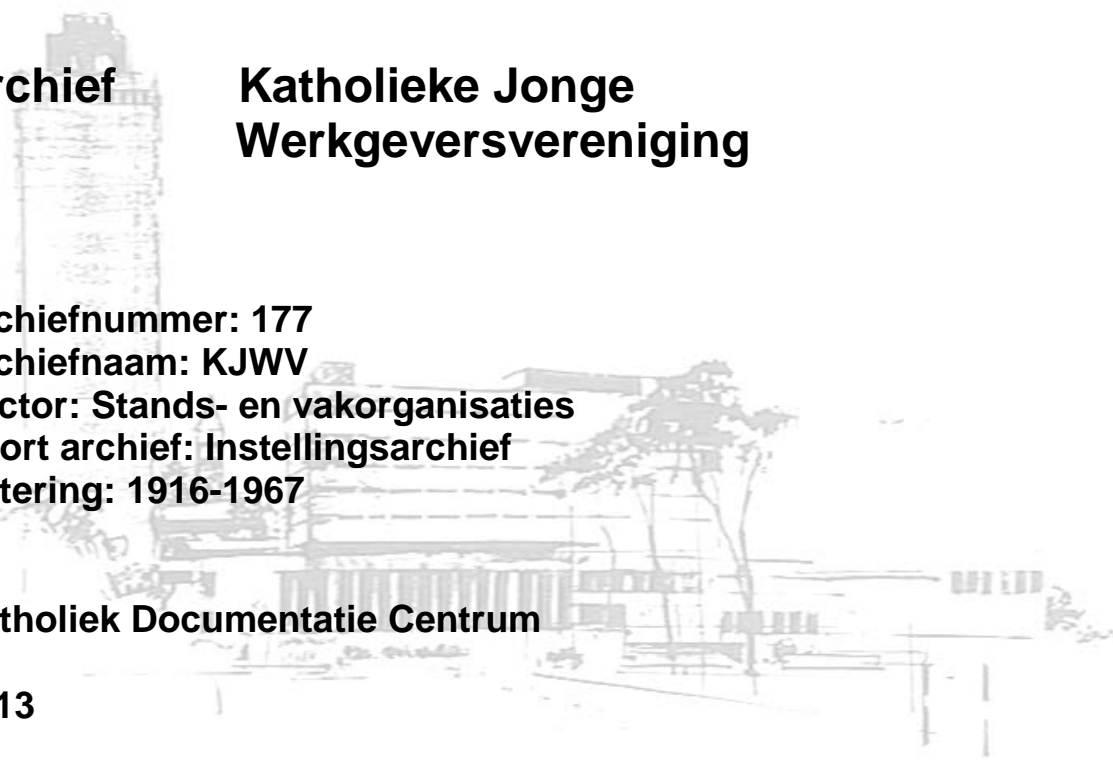 rchief Katholieke Jonge
Werkgeversvereniging
chiefnummer: 177
chiefnaam: KJWV
ctor: Stands- en vakorganisaties
ort archief: Instellingsarchief
tering: 1916-1967
tholiek Documentatie Centrum
13